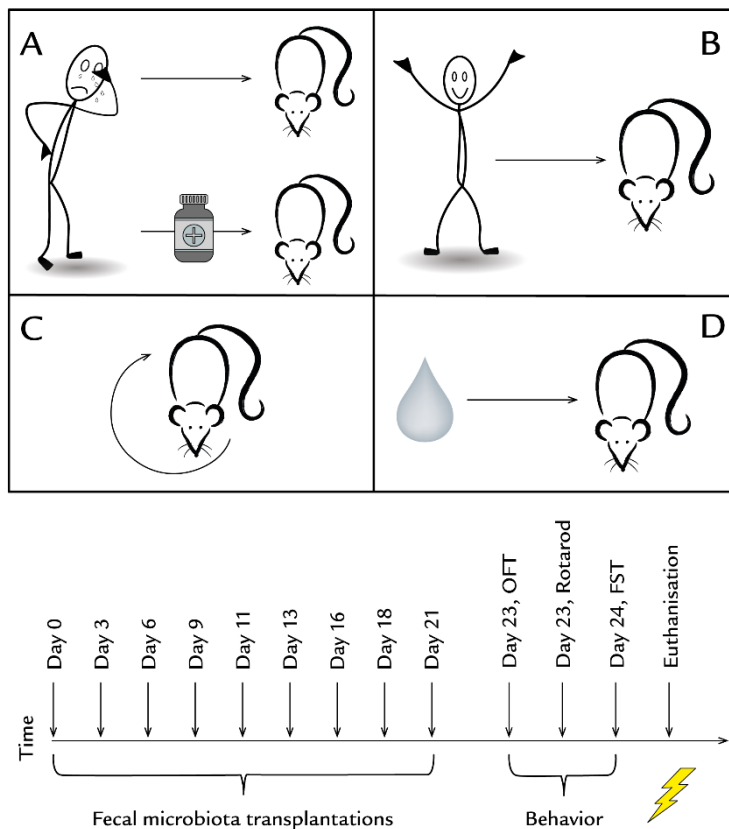 A
B
C
D
Day 0
Day 3
Day 6
Day 9
Day 11
Day 13
Day 16
Day 18
Day 21
Day 23, OFT
Day 23, Rotarod
Day 24, FST
Euthanisation
Time
Fecal microbiota transplantations
Behavior